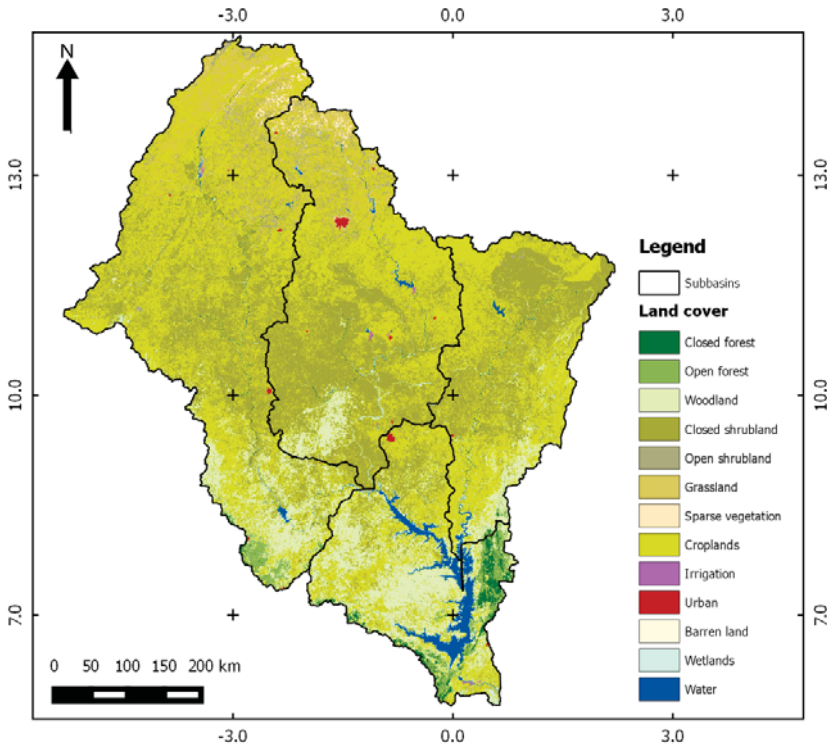 -3.0 0.0 3.0
N
13.0 13.0
Legend
Subbasins
Land cover
Closed forest
Open forest
10.0 10.0
Woodland
Closed shrubland
Open shrubland
Grassland
Sparse vegetation
Croplands
Irrigation
Urban
7.0 7.0
Barren land
Wetlands
0 50 100 150 200 km
Water
-3.0 0.0 3.0